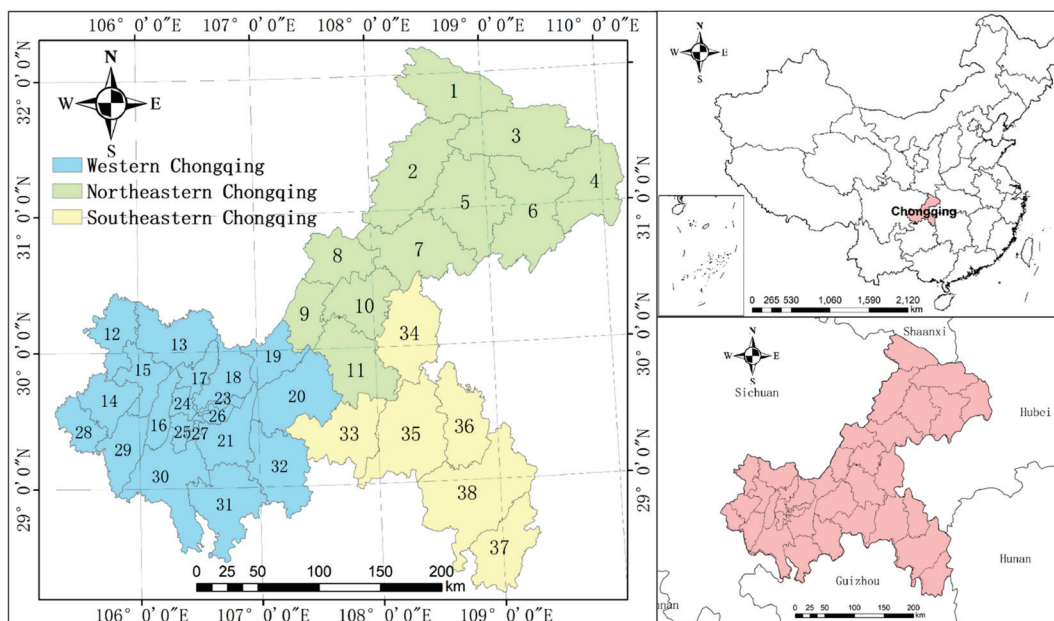 106° 0′0″E 107° 0′0″E 108° 0′0″E 109° 0′0″E 110° 0′0″E
N
W E
S
Western Chongqing
Northeastern Chongqing
Southeastern Chongqing
32° 0′0″N
31° 0′0″N
30° 0′0″N
29° 0′0″N
1
3
2
4
5
6
7
8
10
9
34
12
13
19
11
15
17
18
14
24
23
20
26
16
28
25
27
21
33
35
36
29
32
30
31
38
37
0 25 50 100 150 200
km
106° 0′0″E 107° 0′0″E 108° 0′0″E 109° 0′0″E
N
W E
S
Chongqing
0 265 530 1,060 1,590 2,120
km
N
W E
S
Shaanxi
Sichuan
Hubei
Hunan
Guizhou
0 25 50 100 150 200
km